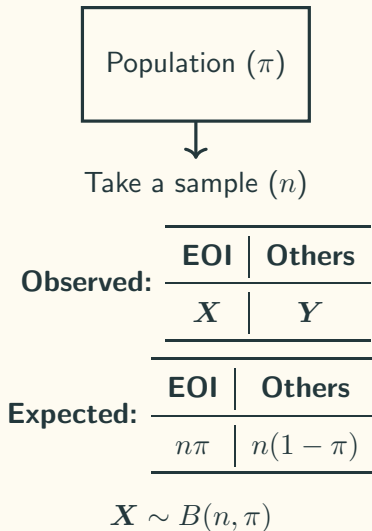 Population (π)
Take a sample (n)
EOI Others
Observed:
X Y
EOI Others
Expected:
nπ n(1 − π)
X ∼ B(n, π)